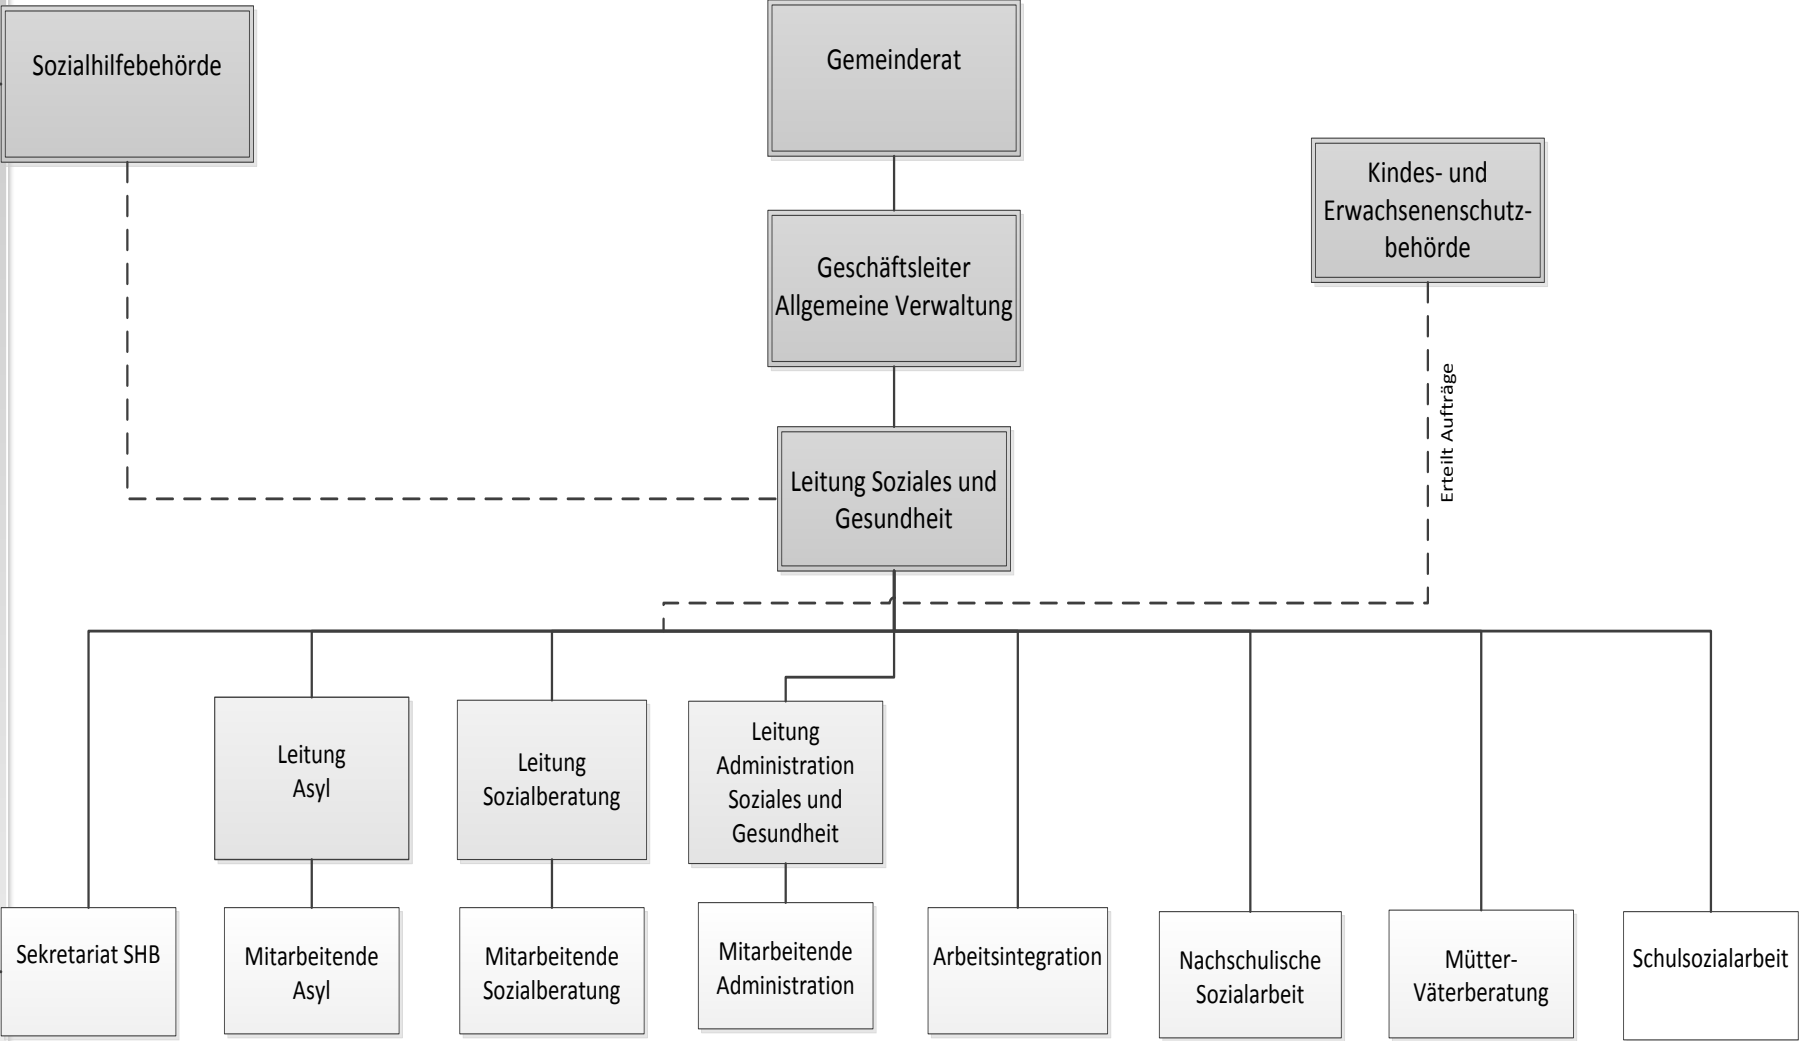 Sozialhilfebehörde
Gemeinderat
Kindes- und
Erwachsenenschutz-
behörde
Geschäftsleiter
Allgemeine Verwaltung
Erteilt Aufträge
Leitung Soziales und
Gesundheit
Leitung
Asyl
Leitung
Sozialberatung
Leitung
Administration
Soziales und
Gesundheit
Sekretariat SHB
Mitarbeitende
Asyl
Mitarbeitende
Sozialberatung
Mitarbeitende
Administration
Arbeitsintegration
Nachschulische
Sozialarbeit
Mütter-
Väterberatung
Schulsozialarbeit